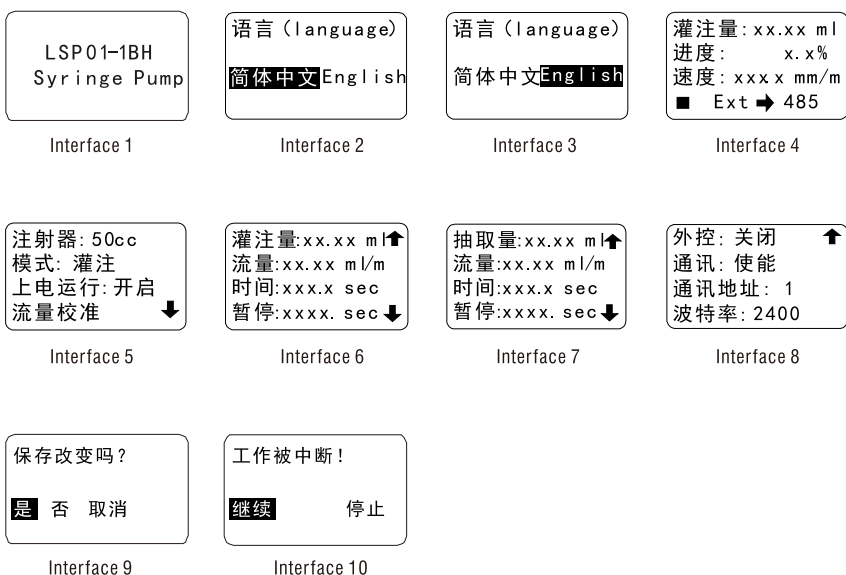 LSP01-1BH
Syringe Pump
Interface 1
语言（language）
简体中文English
Interface 2
语言（language）
简体中文English
Interface 3
灌注量: xx.xx ml
进度: x.x%
速度: xxx.x mm/m
■ Ext ➡ 485
Interface 4
注射器: 50cc
模式: 灌注
上电运行: 开启
流量校准 ⬇
Interface 5
灌注量:xx.xx ml⬆
流量:xx.xx ml/m
时间:xxx.x sec
暂停:xxxx. sec⬇
Interface 6
抽取量:xx.xx ml⬆
流量:xx.xx ml/m
时间:xxx.x sec
暂停:xxxx. sec⬇
Interface 7
外控: 关闭 ⬆
通讯: 使能
通讯地址: 1
波特率: 2400
Interface 8
保存改变吗?
是 否 取消
Interface 9
工作被中断!
继续 停止
Interface 10